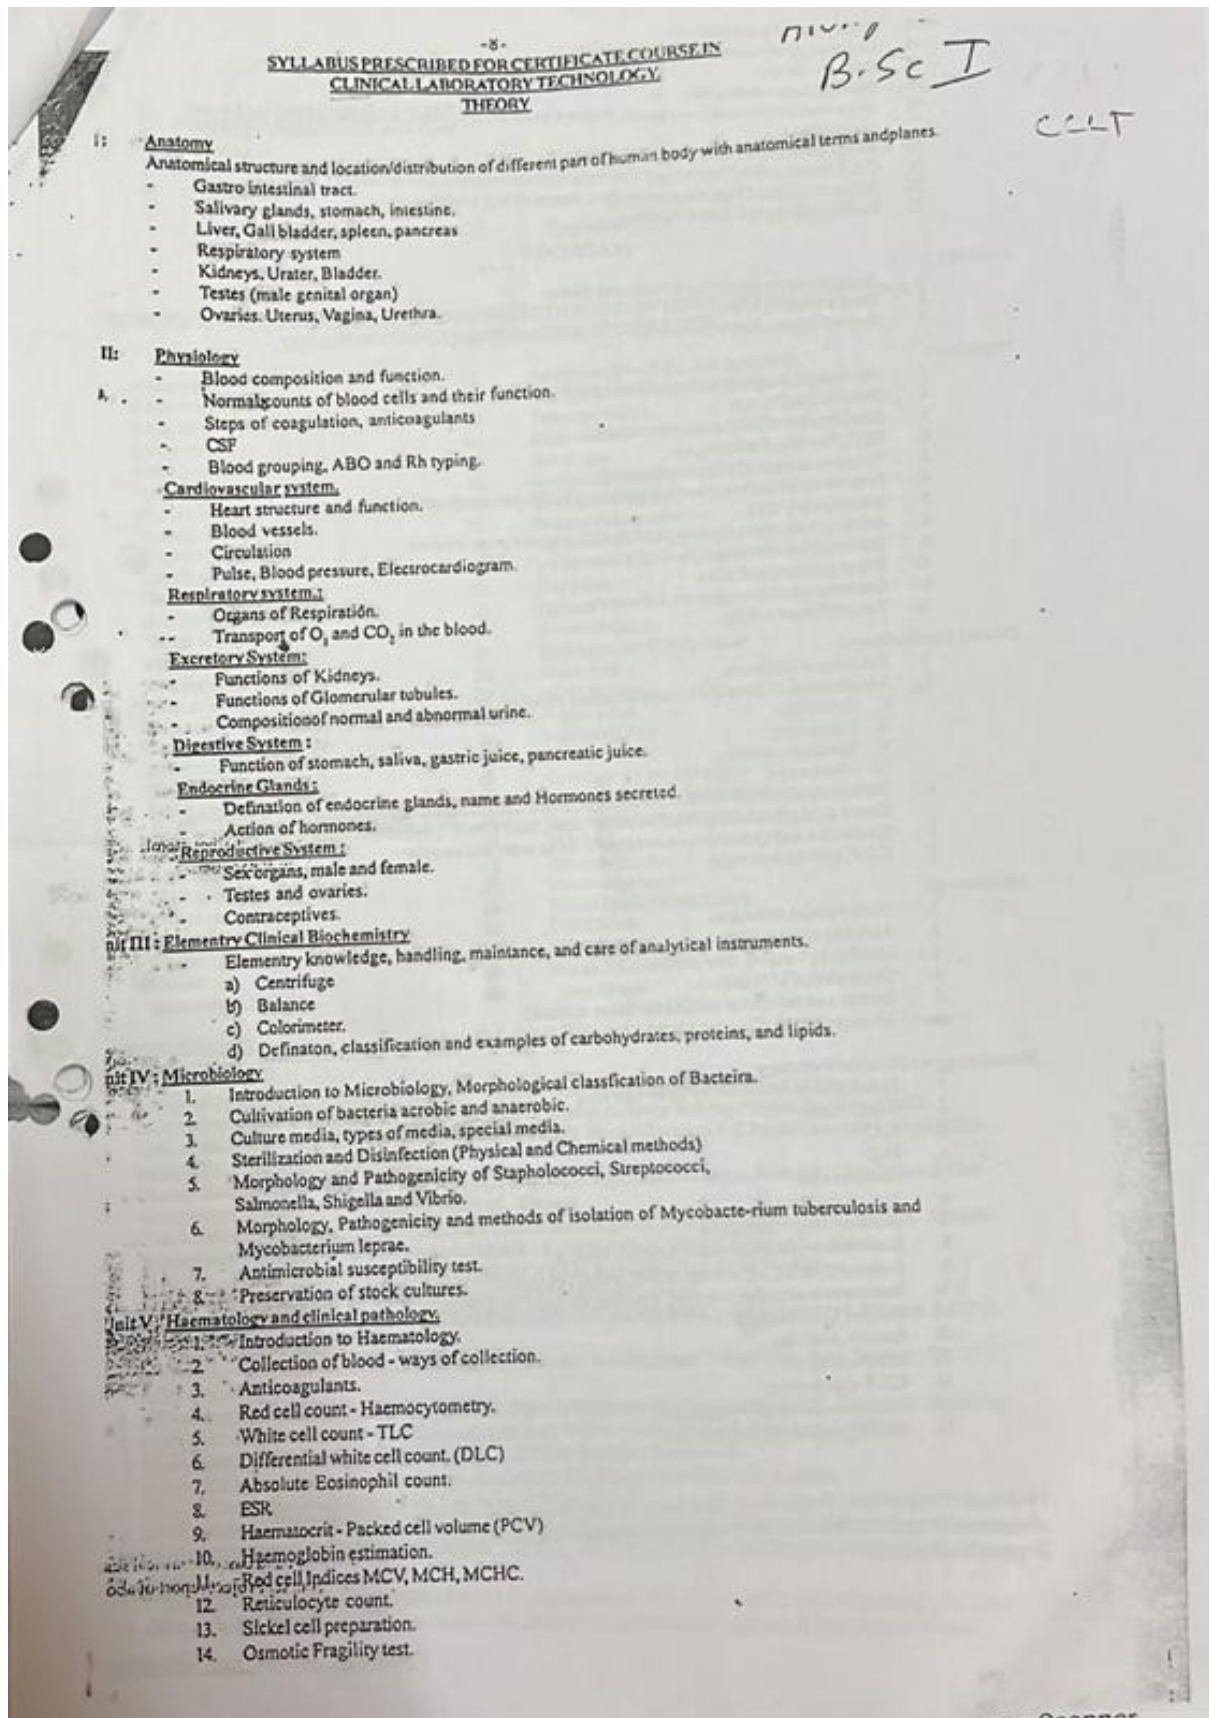 -8-
SYLLABUS PRESCRIBED FOR CERTIFICATE COURSE IN
CLINICAL LABORATORY TECHNOLOGY.
THEORY
B.Sc I
CCLT
I: Anatomy
Anatomical structure and location/distribution of different part of human body with anatomical terms andplanes.
- Gastro intestinal tract.
- Salivary glands, stomach, intestine.
- Liver, Gall bladder, spleen, pancreas
- Respiratory system
- Kidneys, Urater, Bladder.
- Testes (male genital organ)
- Ovaries. Uterus, Vagina, Urethra.
II: Physiology
- Blood composition and function.
- Normal counts of blood cells and their function.
- Steps of coagulation, anticoagulants
- CSF
- Blood grouping, ABO and Rh typing.
Cardiovascular system.
- Heart structure and function.
- Blood vessels.
- Circulation
- Pulse, Blood pressure, Elecsrocardiogram.
Respiratory system.:
- Organs of Respiration.
- Transport of O₂ and CO₂ in the blood.
Excretory System:
- Functions of Kidneys.
- Functions of Glomerular tubules.
- Compositionof normal and abnormal urine.
Digestive System :
- Function of stomach, saliva, gastric juice, pancreatic juice.
Endocrine Glands :
- Defination of endocrine glands, name and Hormones secreted.
- Action of hormones.
Reproductive System :
- Sex organs, male and female.
- Testes and ovaries.
- Contraceptives.
nit III : Elementry Clinical Biochemistry
- Elementry knowledge, handling, maintance, and care of analytical instruments.
a) Centrifuge
b) Balance
c) Colorimeter.
d) Definaton, classification and examples of carbohydrates, proteins, and lipids.
nit IV : Microbiology
1. Introduction to Microbiology, Morphological classfication of Bacteira.
2. Cultivation of bacteria acrobic and anaerobic.
3. Culture media, types of media, special media.
4. Sterilization and Disinfection (Physical and Chemical methods)
5. Morphology and Pathogenicity of Stapholococci, Streptococci,
Salmonella, Shigella and Vibrio.
6. Morphology, Pathogenicity and methods of isolation of Mycobacte-rium tuberculosis and
Mycobacterium leprae.
7. Antimicrobial susceptibility test.
8. Preservation of stock cultures.
Unit V : Haematology and clinical pathology.
1. Introduction to Haematology.
2. Collection of blood - ways of collection.
3. Anticoagulants.
4. Red cell count - Haemocytometry.
5. White cell count - TLC
6. Differential white cell count. (DLC)
7. Absolute Eosinophil count.
8. ESR
9. Haematocrit - Packed cell volume (PCV)
10. Haemoglobin estimation.
11. Red cell Indices MCV, MCH, MCHC.
12. Reticulocyte count.
13. Sickel cell preparation.
14. Osmotic Fragility test.